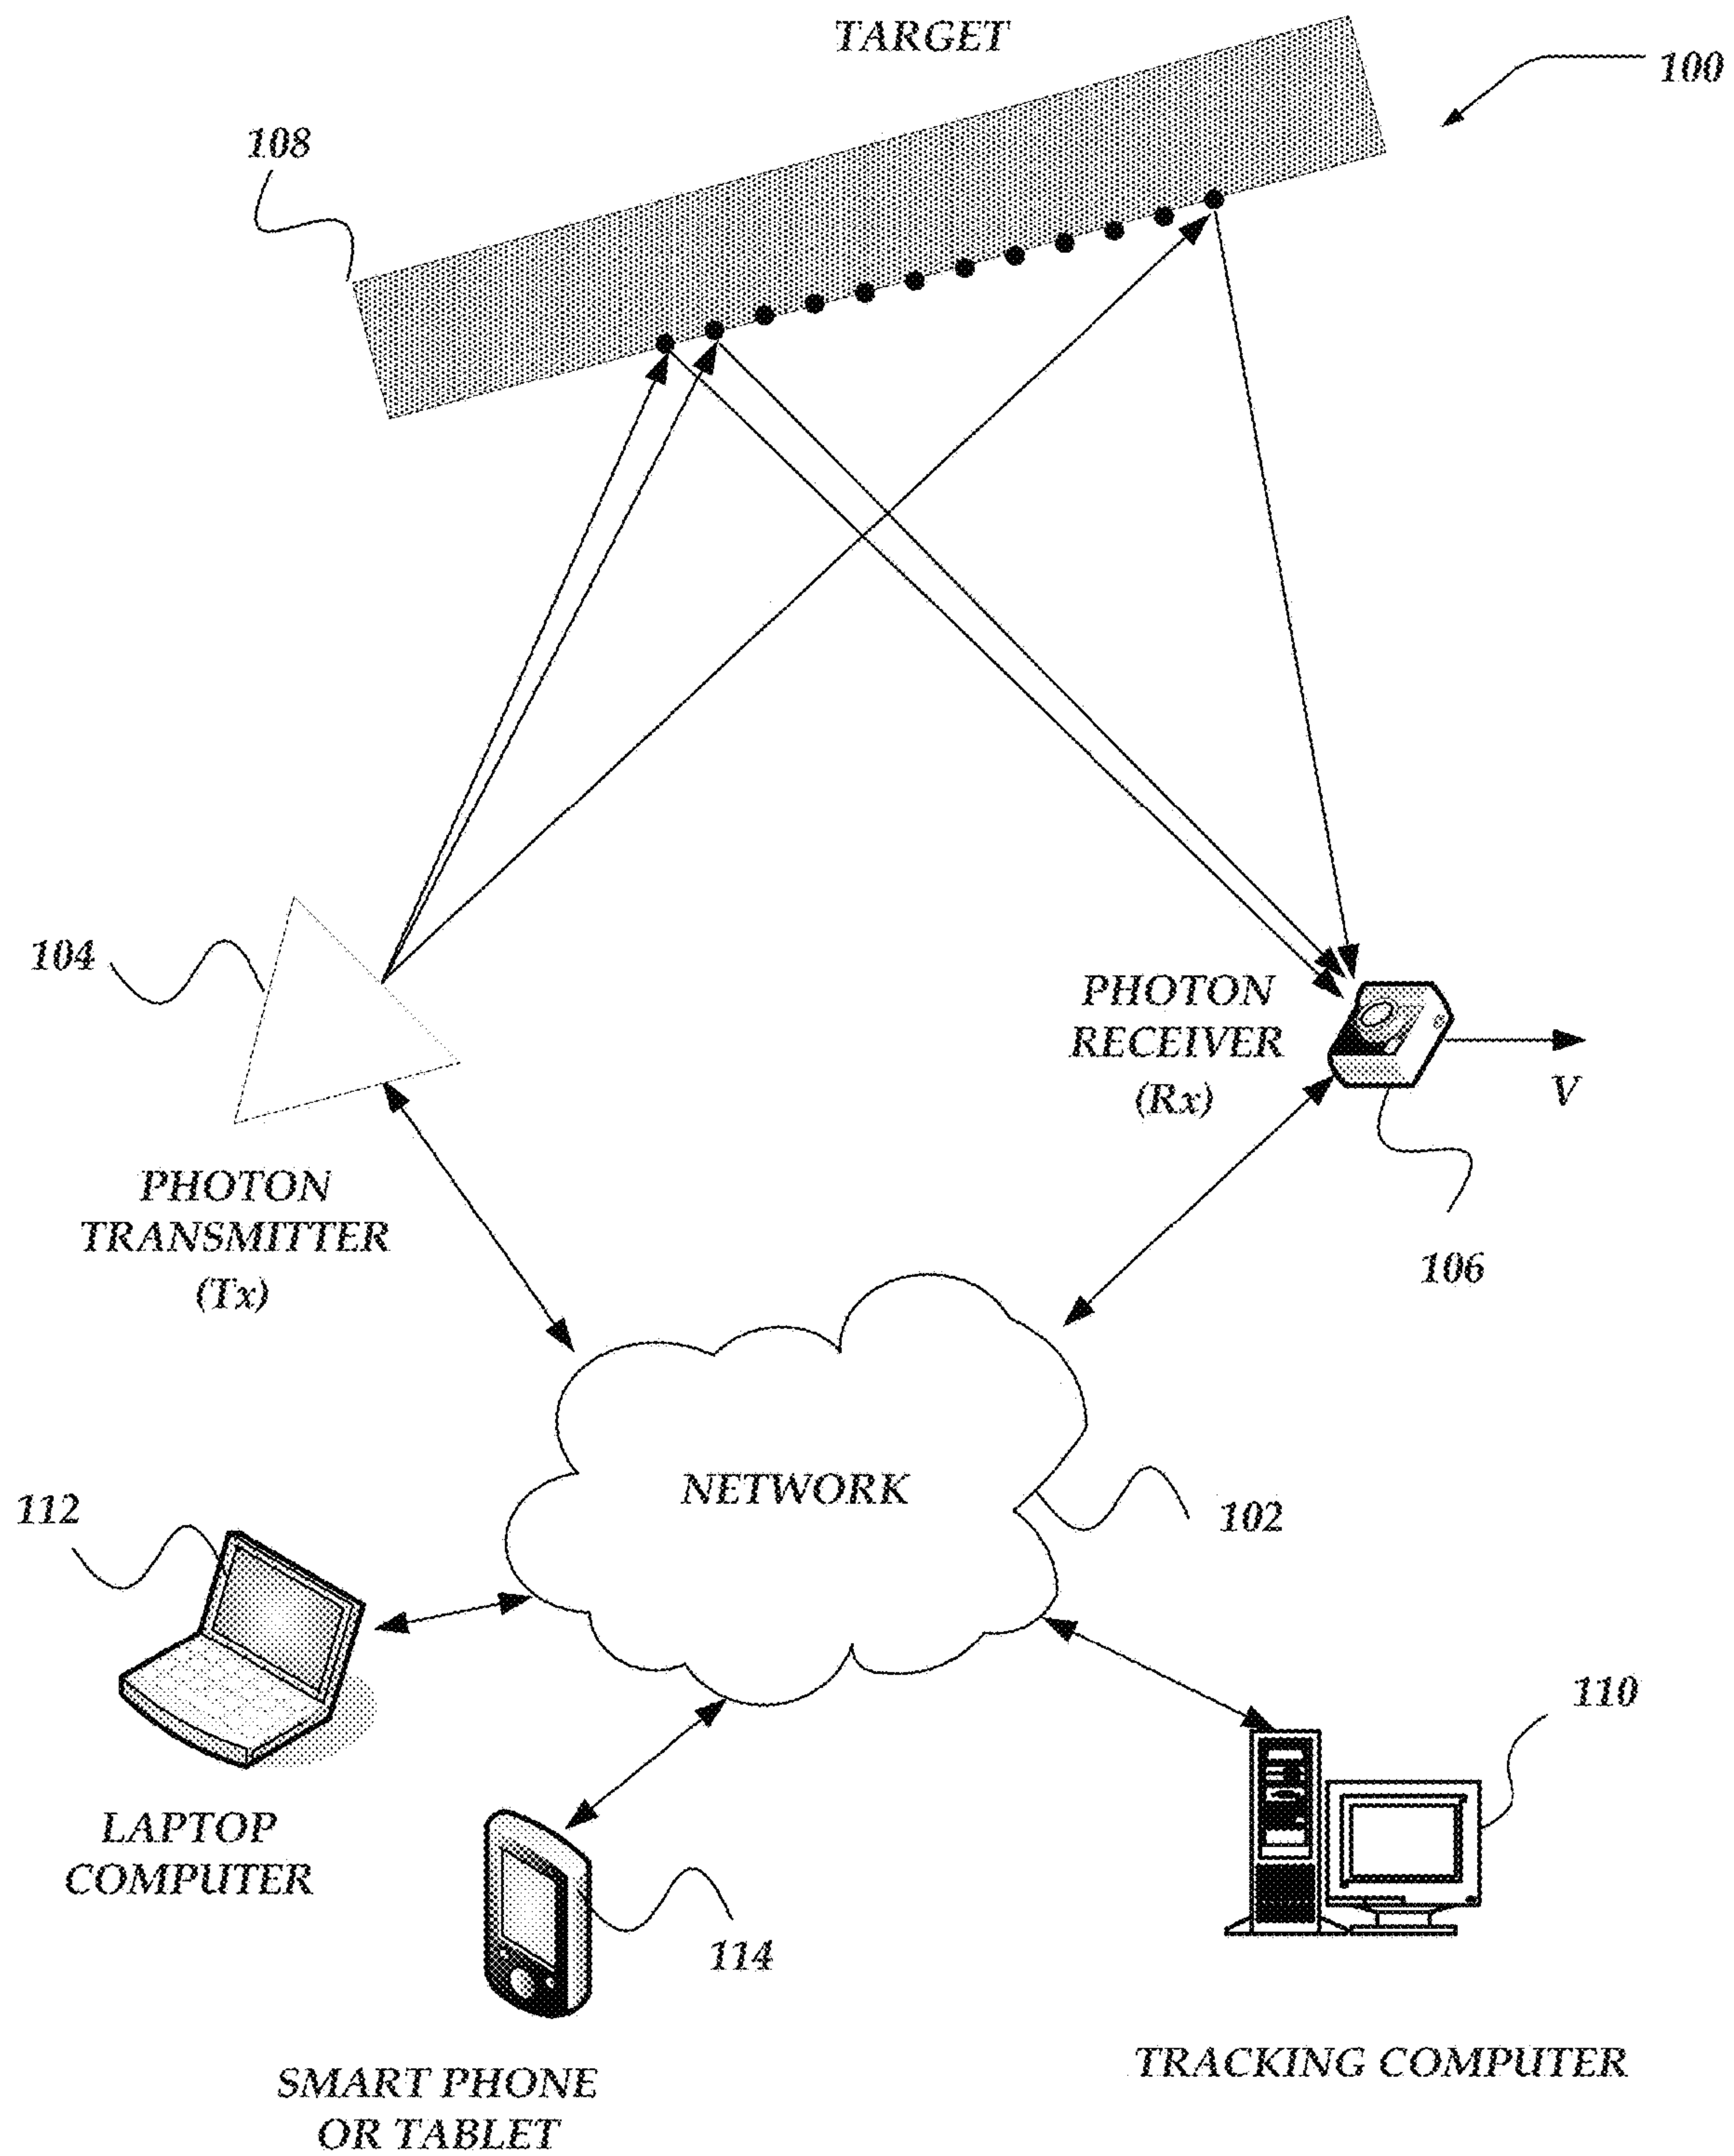 TARGET
100
108
104
PHOTON
RECEIVER
(Rx)
V
PHOTON
TRANSMITTER
(Tx)
106
NETWORK
112
102
110
LAPTOP
COMPUTER
114
TRACKING COMPUTER
SMART PHONE
OR TABLET